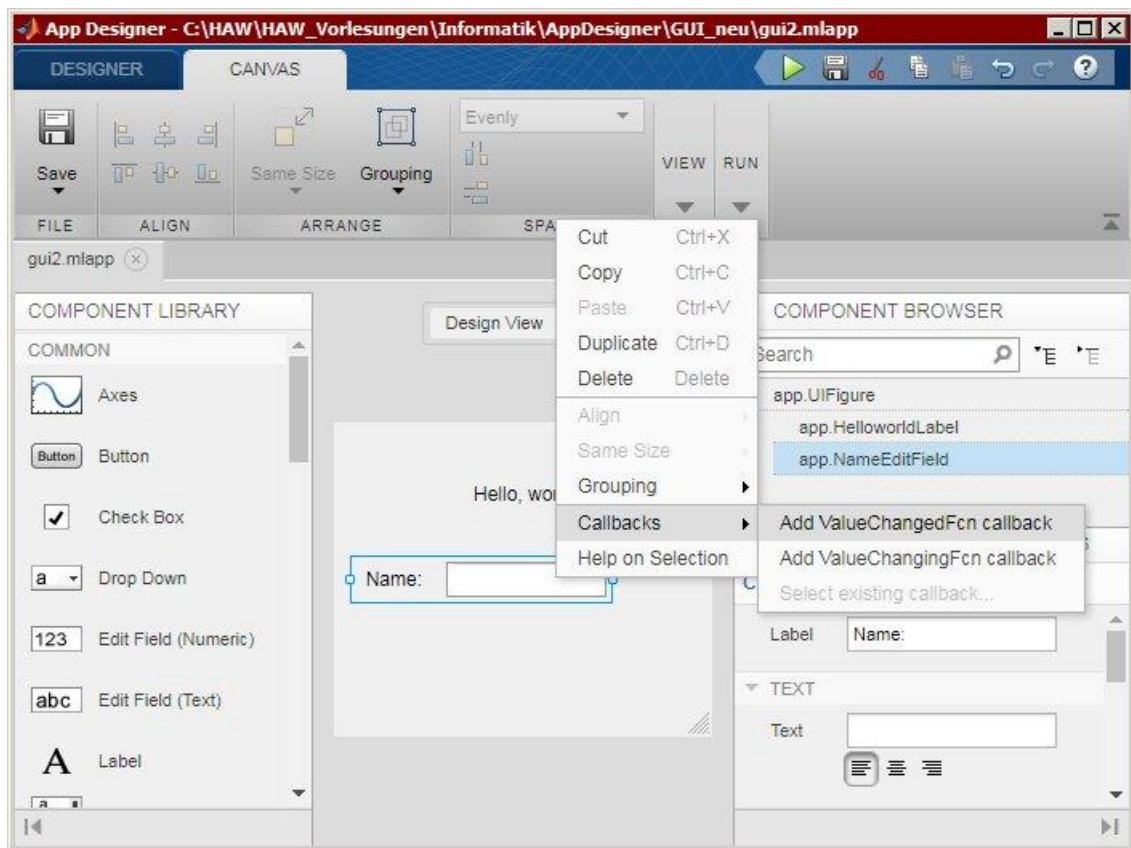 App Designer - C:\HAW\HAW_Vorlesungen\Informatik\AppDesigner\GUI_neu\gui2.mlapp
DESIGNER CANVAS
Evenly
Save Same Size Grouping VIEW RUN
FILE ALIGN ARRANGE SPA
gui2.mlapp
Cut Ctrl+X
Copy Ctrl+C
Paste Ctrl+V
Duplicate Ctrl+D
Delete Delete
Align
Same Size
Grouping
Callbacks
Help on Selection
Add ValueChangedFcn callback
Add ValueChangingFcn callback
Select existing callback...
COMPONENT LIBRARY
COMMON
Axes
Button Button
Check Box
a Drop Down
123 Edit Field (Numeric)
abc Edit Field (Text)
A Label
Design View
Hello, wor
Name:
COMPONENT BROWSER
Search
app.UIFigure
app.HelloworldLabel
app.NameEditField
Label Name:
TEXT
Text